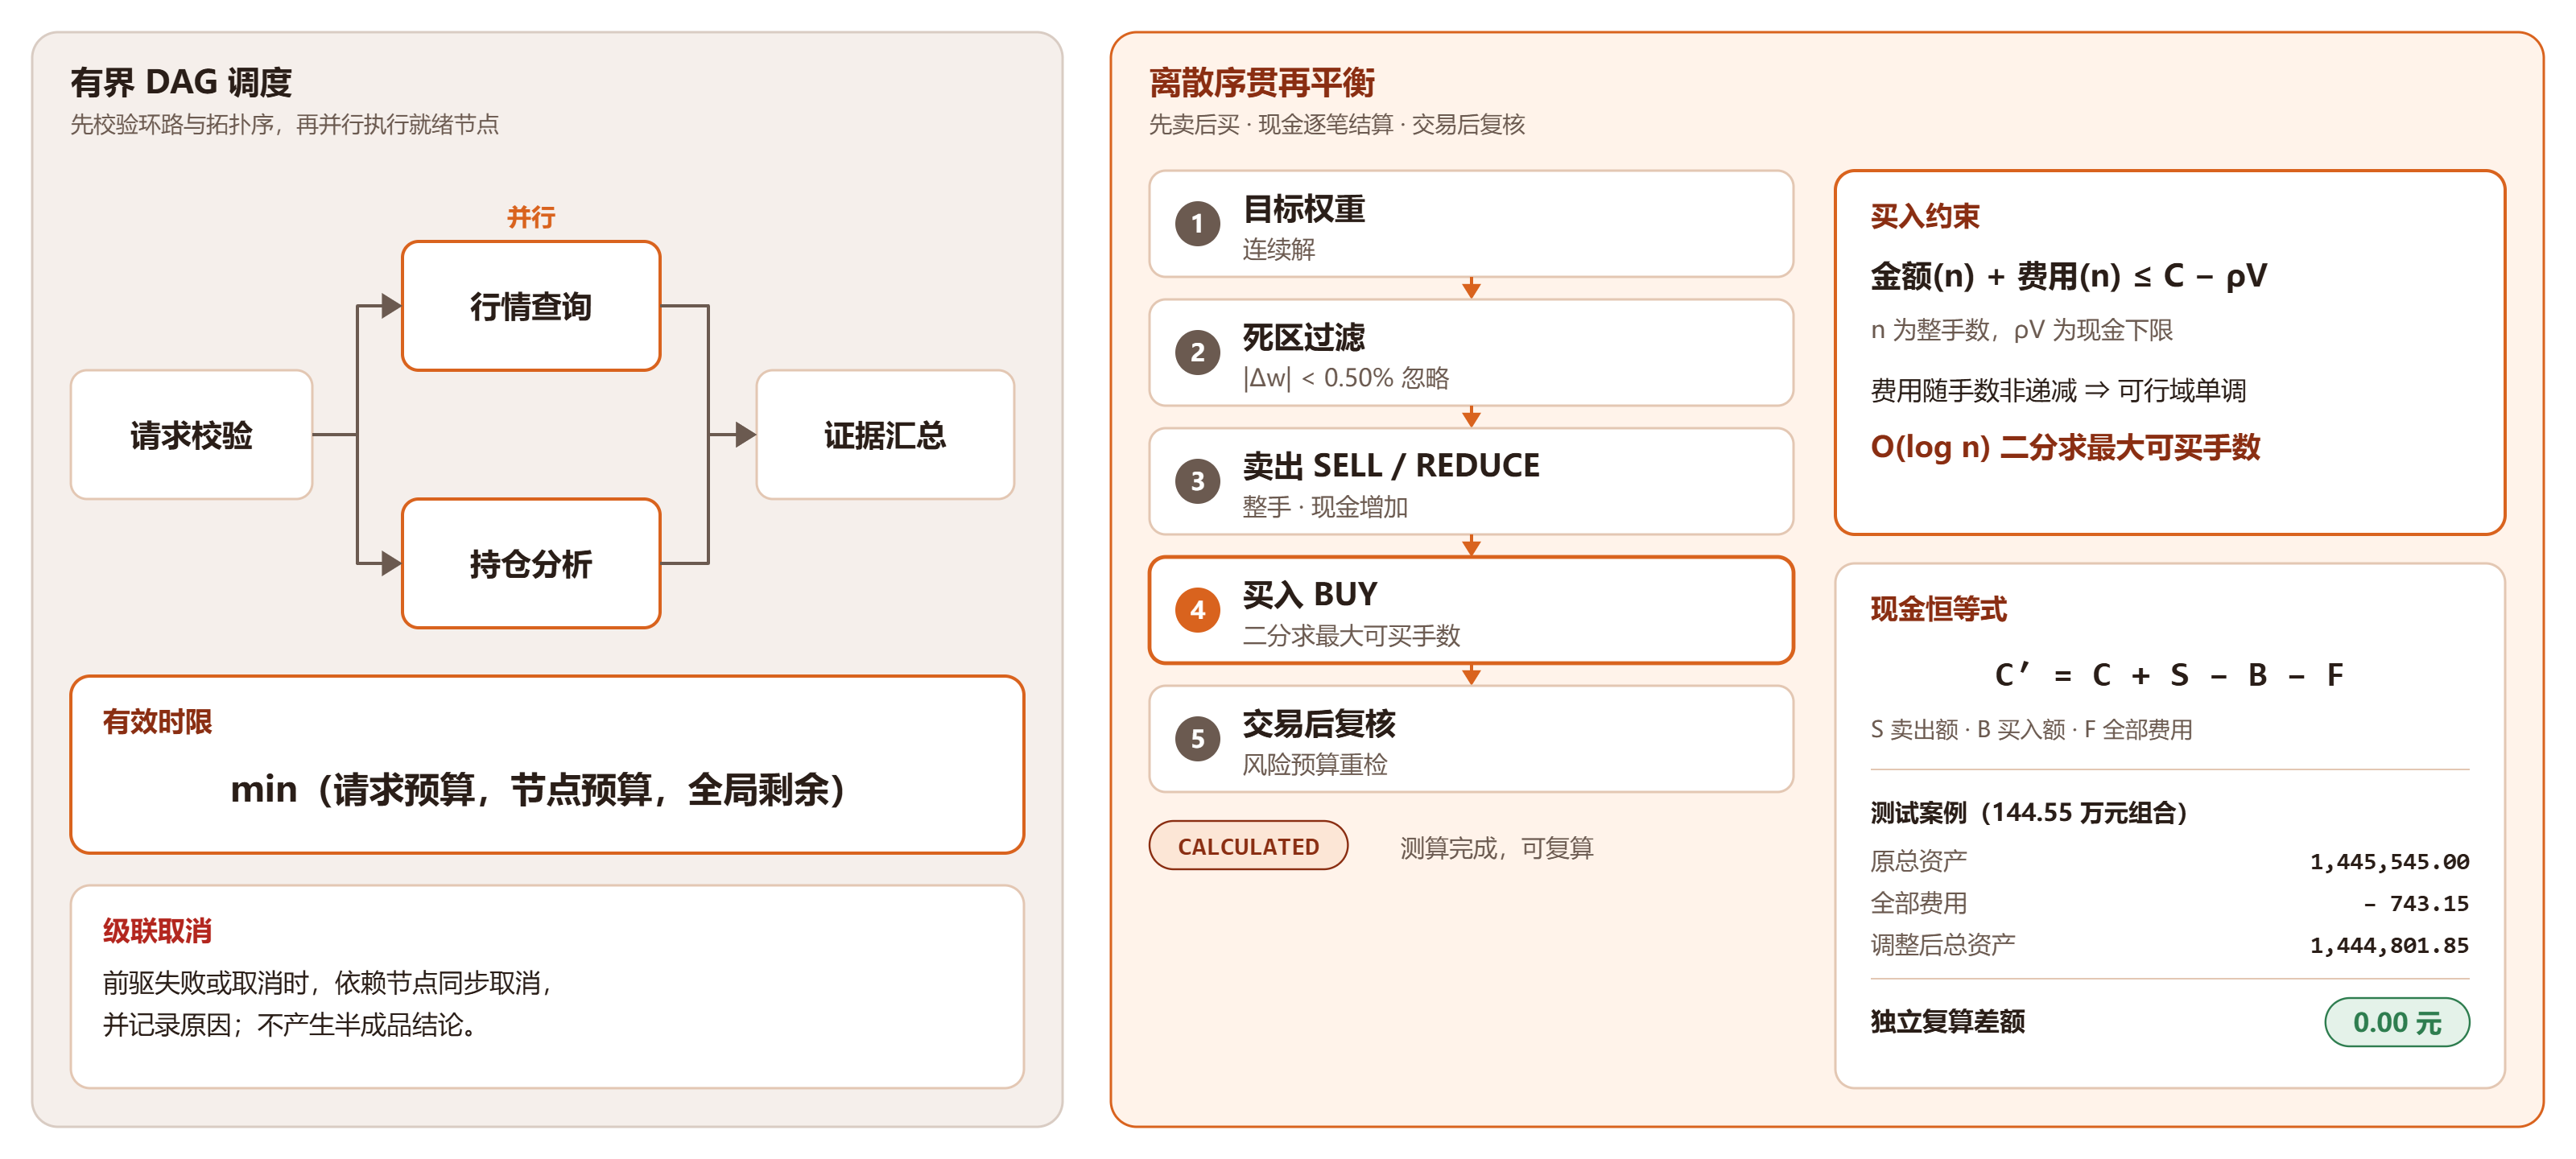 有界 DAG 调度
先校验环路与拓扑序，再并行执行就绪节点
并行
行情查询
请求校验
证据汇总
持仓分析
有效时限
min（请求预算，节点预算，全局剩余）
级联取消
前驱失败或取消时，依赖节点同步取消，
并记录原因；不产生半成品结论。
离散序贯再平衡
先卖后买 · 现金逐笔结算 · 交易后复核
1
目标权重
连续解
2
死区过滤
|Δw| < 0.50% 忽略
3
卖出 SELL / REDUCE
整手 · 现金增加
4
买入 BUY
二分求最大可买手数
5
交易后复核
风险预算重检
CALCULATED
测算完成，可复算
买入约束
金额(n) + 费用(n) ≤ C − ρV
n 为整手数，ρV 为现金下限
费用随手数非递减 ⇒ 可行域单调
O(log n) 二分求最大可买手数
现金恒等式
C′ = C + S − B − F
S 卖出额 · B 买入额 · F 全部费用
测试案例（144.55 万元组合）
原总资产 1,445,545.00
全部费用 − 743.15
调整后总资产 1,444,801.85
独立复算差额 0.00 元